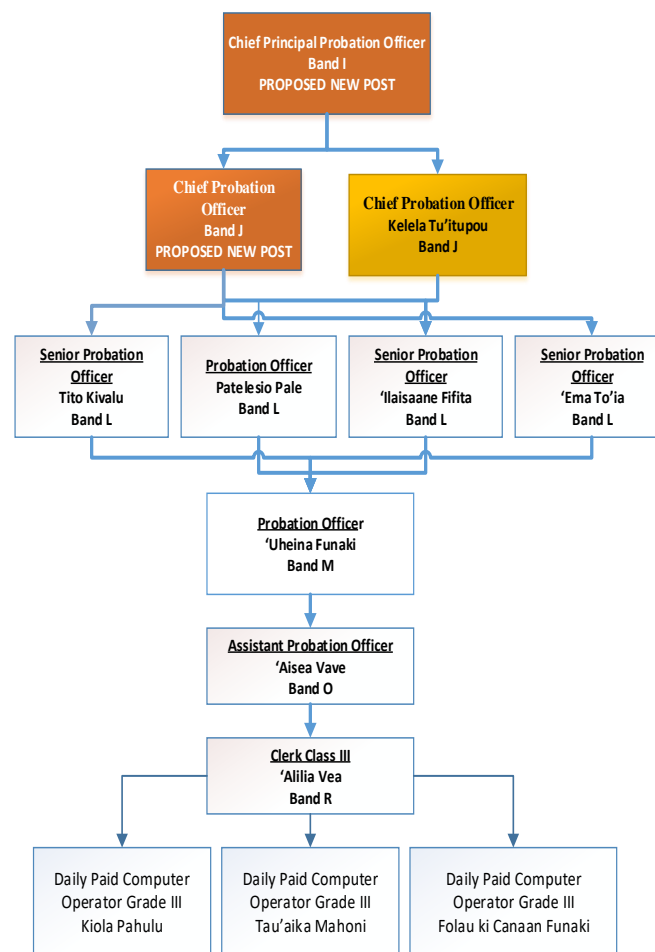 Chief Principal Probation Officer
Band I
PROPOSED NEW POST
Chief Probation
Officer
Band J
PROPOSED NEW POST
Chief Probation Officer
Kelela Tu’itupou
Band J
Senior Probation
Officer
Tito Kivalu
Band L
Probation Officer
Patelesio Pale
Band L
Senior Probation
Officer
‘Ilaisaane Fifita
Band L
Senior Probation
Officer
‘Ema To’ia
Band L
Probation Officer
‘Uheina Funaki
Band M
Assistant Probation Officer
‘Aisea Vave
Band O
Clerk Class III
‘Alilia Vea
Band R
Daily Paid Computer
Operator Grade III
Kiola Pahulu
Daily Paid Computer
Operator Grade III
Tau’aika Mahoni
Daily Paid Computer
Operator Grade III
Folau ki Canaan Funaki